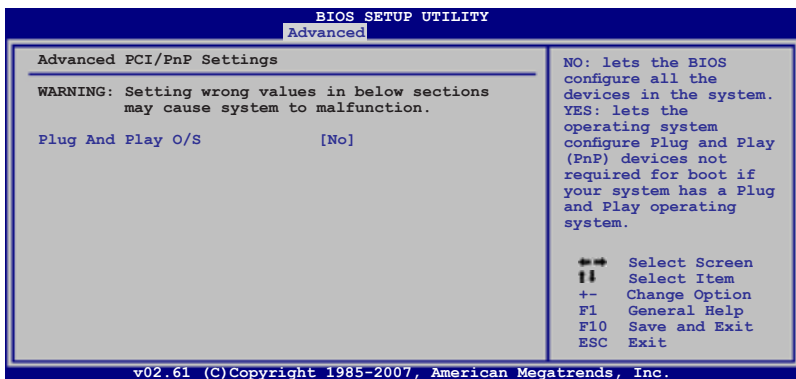 BIOS SETUP UTILITY
Advanced
Advanced PCI/PnP Settings
WARNING: Setting wrong values in below sections
may cause system to malfunction.
Plug And Play O/S [No]
NO: lets the BIOS
configure all the
devices in the system.
YES: lets the
operating system
configure Plug and Play
(PnP) devices not
required for boot if
your system has a Plug
and Play operating
system.
←→ Select Screen
↑↓ Select Item
+- Change Option
F1 General Help
F10 Save and Exit
ESC Exit
v02.61 (C)Copyright 1985-2007, American Megatrends, Inc.